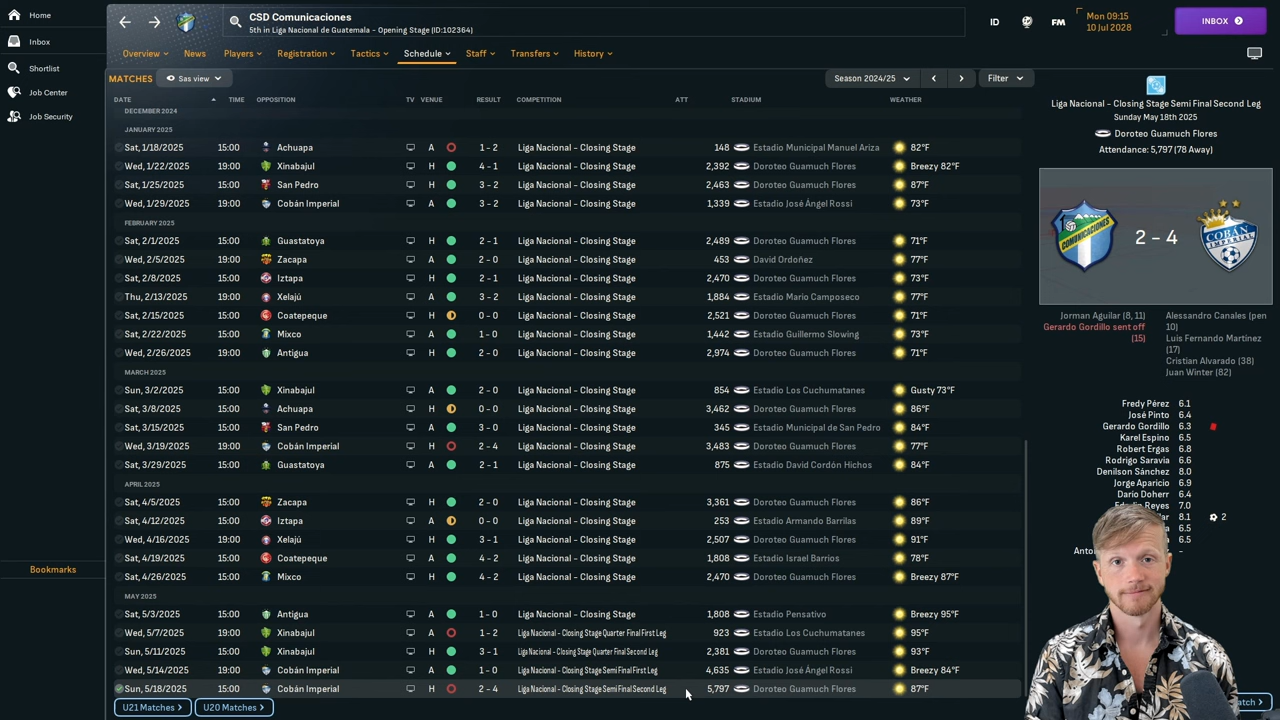 Home
Inbox
Shortlist
Job Center
Job Security
Bookmarks
CSD Comunicaciones
5th in Liga Nacional de Guatemala - Opening Stage (ID:102364)
ID
FM
Mon 09:15
10 Jul 2028
INBOX
Overview
News
Players
Registration
Tactics
Schedule
Staff
Transfers
History
MATCHES
Sas view
Season 2024/25
Filter
DATE TIME OPPOSITION TV VENUE RESULT COMPETITION ATT STADIUM WEATHER
DECEMBER 2024
JANUARY 2025
Sat, 1/18/2025 15:00 Achuapa A 1 - 2 Liga Nacional - Closing Stage 148 Estadio Municipal Manuel Ariza 82°F
Wed, 1/22/2025 19:00 Xinabajul H 4 - 1 Liga Nacional - Closing Stage 2,392 Doroteo Guamuch Flores Breezy 82°F
Sat, 1/25/2025 15:00 San Pedro H 3 - 2 Liga Nacional - Closing Stage 2,463 Doroteo Guamuch Flores 87°F
Wed, 1/29/2025 19:00 Cobán Imperial A 3 - 2 Liga Nacional - Closing Stage 1,339 Estadio José Ángel Rossi 73°F
FEBRUARY 2025
Sat, 2/1/2025 15:00 Guastatoya H 2 - 1 Liga Nacional - Closing Stage 2,489 Doroteo Guamuch Flores 71°F
Wed, 2/5/2025 19:00 Zacapa A 2 - 0 Liga Nacional - Closing Stage 453 David Ordoñez 77°F
Sat, 2/8/2025 15:00 Iztapa H 2 - 1 Liga Nacional - Closing Stage 2,470 Doroteo Guamuch Flores 73°F
Thu, 2/13/2025 19:00 Xelajú A 3 - 2 Liga Nacional - Closing Stage 1,884 Estadio Mario Camposeco 77°F
Sat, 2/15/2025 15:00 Coatepeque H 0 - 0 Liga Nacional - Closing Stage 2,521 Doroteo Guamuch Flores 71°F
Sat, 2/22/2025 15:00 Mixco A 1 - 0 Liga Nacional - Closing Stage 1,442 Estadio Guillermo Slowing 73°F
Wed, 2/26/2025 19:00 Antigua H 2 - 0 Liga Nacional - Closing Stage 2,974 Doroteo Guamuch Flores 71°F
MARCH 2025
Sun, 3/2/2025 15:00 Xinabajul A 2 - 0 Liga Nacional - Closing Stage 854 Estadio Los Cuchumatanes Gusty 73°F
Sat, 3/8/2025 15:00 Achuapa H 0 - 0 Liga Nacional - Closing Stage 3,462 Doroteo Guamuch Flores 86°F
Sat, 3/15/2025 15:00 San Pedro A 3 - 0 Liga Nacional - Closing Stage 345 Estadio Municipal de San Pedro 84°F
Wed, 3/19/2025 19:00 Cobán Imperial H 2 - 4 Liga Nacional - Closing Stage 3,483 Doroteo Guamuch Flores 77°F
Sat, 3/29/2025 15:00 Guastatoya A 2 - 1 Liga Nacional - Closing Stage 875 Estadio David Cordón Hichos 84°F
APRIL 2025
Sat, 4/5/2025 15:00 Zacapa H 2 - 0 Liga Nacional - Closing Stage 3,361 Doroteo Guamuch Flores 86°F
Sat, 4/12/2025 15:00 Iztapa A 0 - 0 Liga Nacional - Closing Stage 253 Estadio Armando Barrilas 89°F
Wed, 4/16/2025 19:00 Xelajú H 3 - 1 Liga Nacional - Closing Stage 2,507 Doroteo Guamuch Flores 91°F
Sat, 4/19/2025 15:00 Coatepeque A 4 - 2 Liga Nacional - Closing Stage 1,808 Estadio Israel Barrios 78°F
Sat, 4/26/2025 15:00 Mixco H 4 - 2 Liga Nacional - Closing Stage 2,470 Doroteo Guamuch Flores Breezy 87°F
MAY 2025
Sat, 5/3/2025 15:00 Antigua A 1 - 0 Liga Nacional - Closing Stage 1,808 Estadio Pensativo Breezy 95°F
Wed, 5/7/2025 19:00 Xinabajul A 1 - 2 Liga Nacional - Closing Stage Quarter Final First Leg 923 Estadio Los Cuchumatanes 95°F
Sun, 5/11/2025 15:00 Xinabajul H 3 - 1 Liga Nacional - Closing Stage Quarter Final Second Leg 2,381 Doroteo Guamuch Flores 93°F
Wed, 5/14/2025 19:00 Cobán Imperial A 1 - 0 Liga Nacional - Closing Stage Semi Final First Leg 4,635 Estadio José Ángel Rossi Breezy 84°F
Sun, 5/18/2025 15:00 Cobán Imperial H 2 - 4 Liga Nacional - Closing Stage Semi Final Second Leg 5,797 Doroteo Guamuch Flores 87°F
U21 Matches
U20 Matches
Liga Nacional - Closing Stage Semi Final Second Leg
Sunday May 18th 2025
Doroteo Guamuch Flores
Attendance: 5,797 (78 Away)
COMUNICACIONES
2 - 4
COBÁN
IMPERIAL
Jorman Aguilar (8, 11)
Gerardo Gordillo sent off
(15)
Alessandro Canales (pen
10)
Luis Fernando Martínez
(17)
Cristian Alvarado (38)
Juan Winter (82)
Fredy Pérez 6.1
José Pinto 6.4
Gerardo Gordillo 6.3
Karel Espino 6.5
Robert Ergas 6.8
Rodrigo Saravia 6.6
Denilson Sánchez 8.0
Jorge Aparicio 6.9
Dario Doherr 6.4
Reyes 7.0
8.1 2
6.5
6.5
-